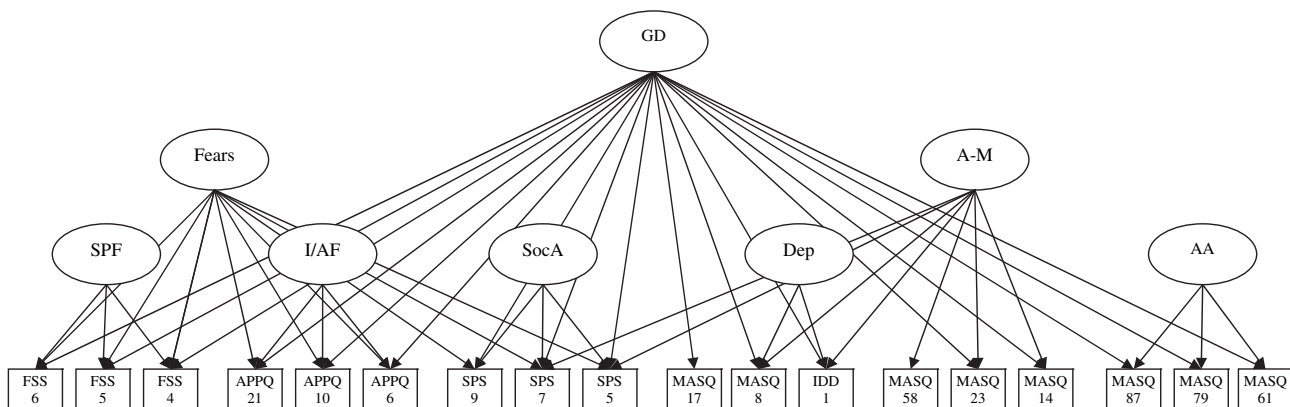 GD
Fears
A-M
SPF
I/AF
SocA
Dep
AA
FSS
6
FSS
5
FSS
4
APPQ
21
APPQ
10
APPQ
6
SPS
9
SPS
7
SPS
5
MASQ
17
MASQ
8
IDD
1
MASQ
58
MASQ
23
MASQ
14
MASQ
87
MASQ
79
MASQ
61